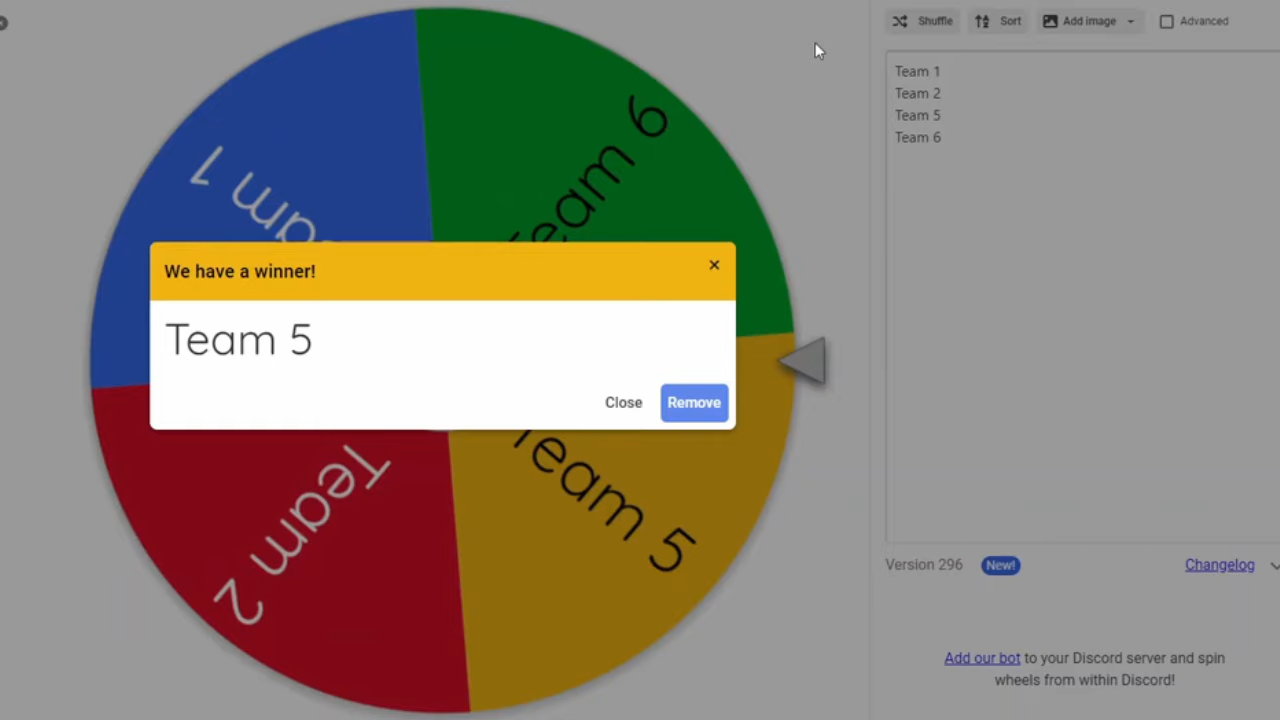 Shuffle Sort Add image Advanced
Team 1
Team 2
Team 5
Team 6
Team 6
Team 1
We have a winner!
Team 5
Close Remove
Team 2
Team 5
Version 296 New! Changelog
Add our bot to your Discord server and spin
wheels from within Discord!